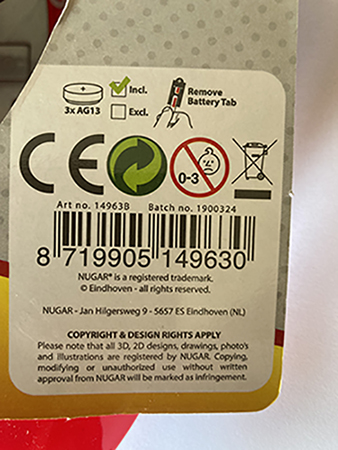 Incl. Remove
Battery Tab
3x AG13 Excl.
CE 0-3
Art no. 14963B Batch no. 1900324
8 719905 149630
NUGAR® is a registered trademark.
© Eindhoven - all rights reserved.
NUGAR - Jan Hilgersweg 9 - 5657 ES Eindhoven (NL)
COPYRIGHT & DESIGN RIGHTS APPLY
Please note that all 3D, 2D designs, drawings, photo's
and illustrations are registered by NUGAR. Copying,
modifying or unauthorized use without written
approval from NUGAR will be marked as infringement.